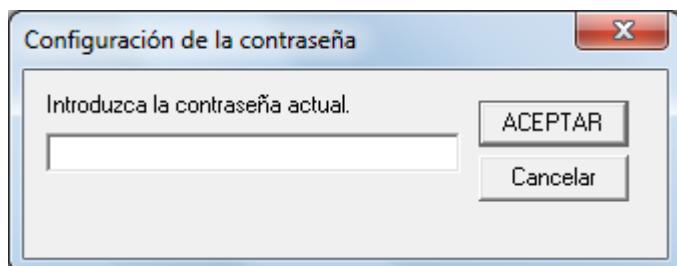 Configuración de la contraseña
Introduzca la contraseña actual.
ACEPTAR
Cancelar